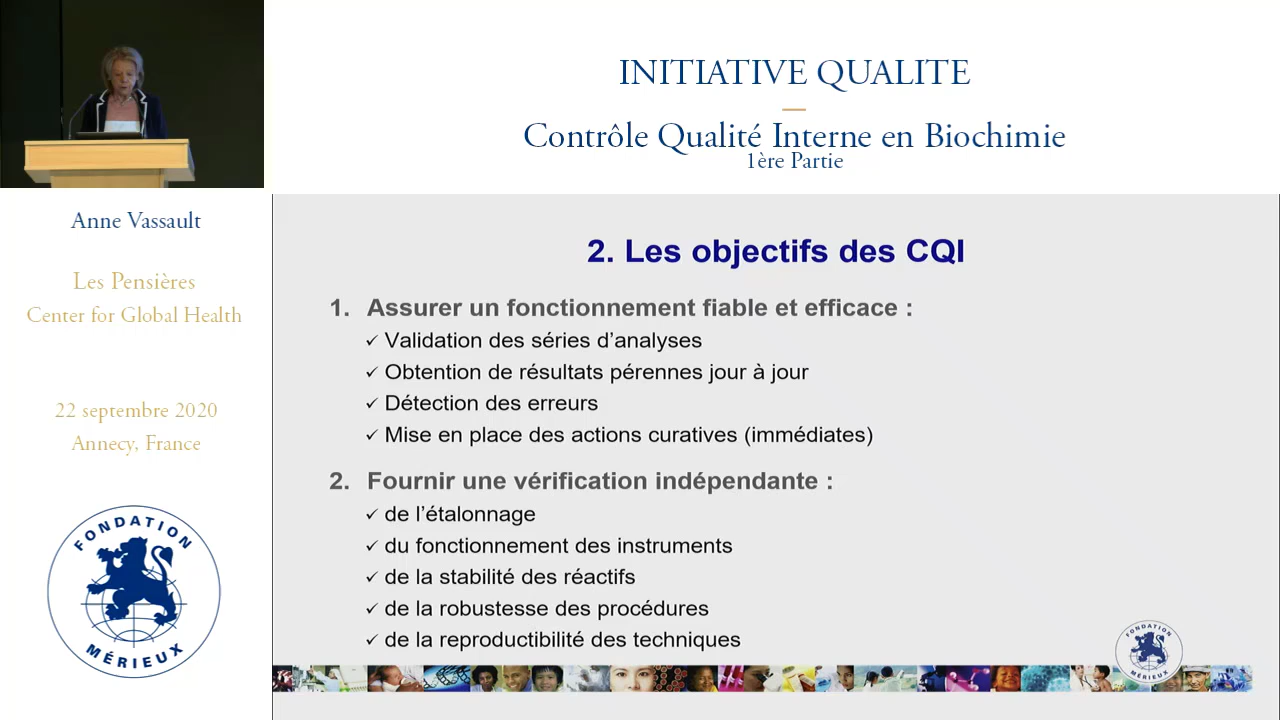 INITIATIVE QUALITE
Contrôle Qualité Interne en Biochimie
1ère Partie
Anne Vassault
Les Pensières
Center for Global Health
22 septembre 2020
Annecy, France
FONDATION
MÉRIEUX
2. Les objectifs des CQI
1. Assurer un fonctionnement fiable et efficace :
✓ Validation des séries d’analyses
✓ Obtention de résultats pérennes jour à jour
✓ Détection des erreurs
✓ Mise en place des actions curatives (immédiates)
2. Fournir une vérification indépendante :
✓ de l’étalonnage
✓ du fonctionnement des instruments
✓ de la stabilité des réactifs
✓ de la robustesse des procédures
✓ de la reproductibilité des techniques
FONDATION
MÉRIEUX